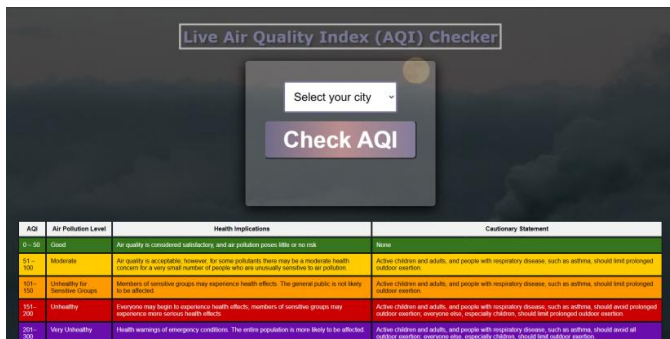 Live Air Quality Index (AQI) Checker
Select your city
Check AQI
AQI Air Pollution Level Health Implications Cautionary Statement
0 – 50 Good Air quality is considered satisfactory, and air pollution poses little or no risk None
51 – Moderate Air quality is acceptable; however, for some pollutants there may be a moderate health Active children and adults, and people with respiratory disease, such as asthma, should limit prolonged
100 concern for a very small number of people who are unusually sensitive to air pollution. outdoor exertion.
101– Unhealthy for Members of sensitive groups may experience health effects. The general public is not likely Active children and adults, and people with respiratory disease, such as asthma, should limit prolonged
150 Sensitive Groups to be affected. outdoor exertion.
151– Unhealthy Everyone may begin to experience health effects; members of sensitive groups may Active children and adults, and people with respiratory disease, such as asthma, should avoid prolonged
200 experience more serious health effects outdoor exertion; everyone else, especially children, should limit prolonged outdoor exertion
201– Very Unhealthy Health warnings of emergency conditions. The entire population is more likely to be affected. Active children and adults, and people with respiratory disease, such as asthma, should avoid all
300 outdoor exertion; everyone else, especially children, should limit outdoor exertion.